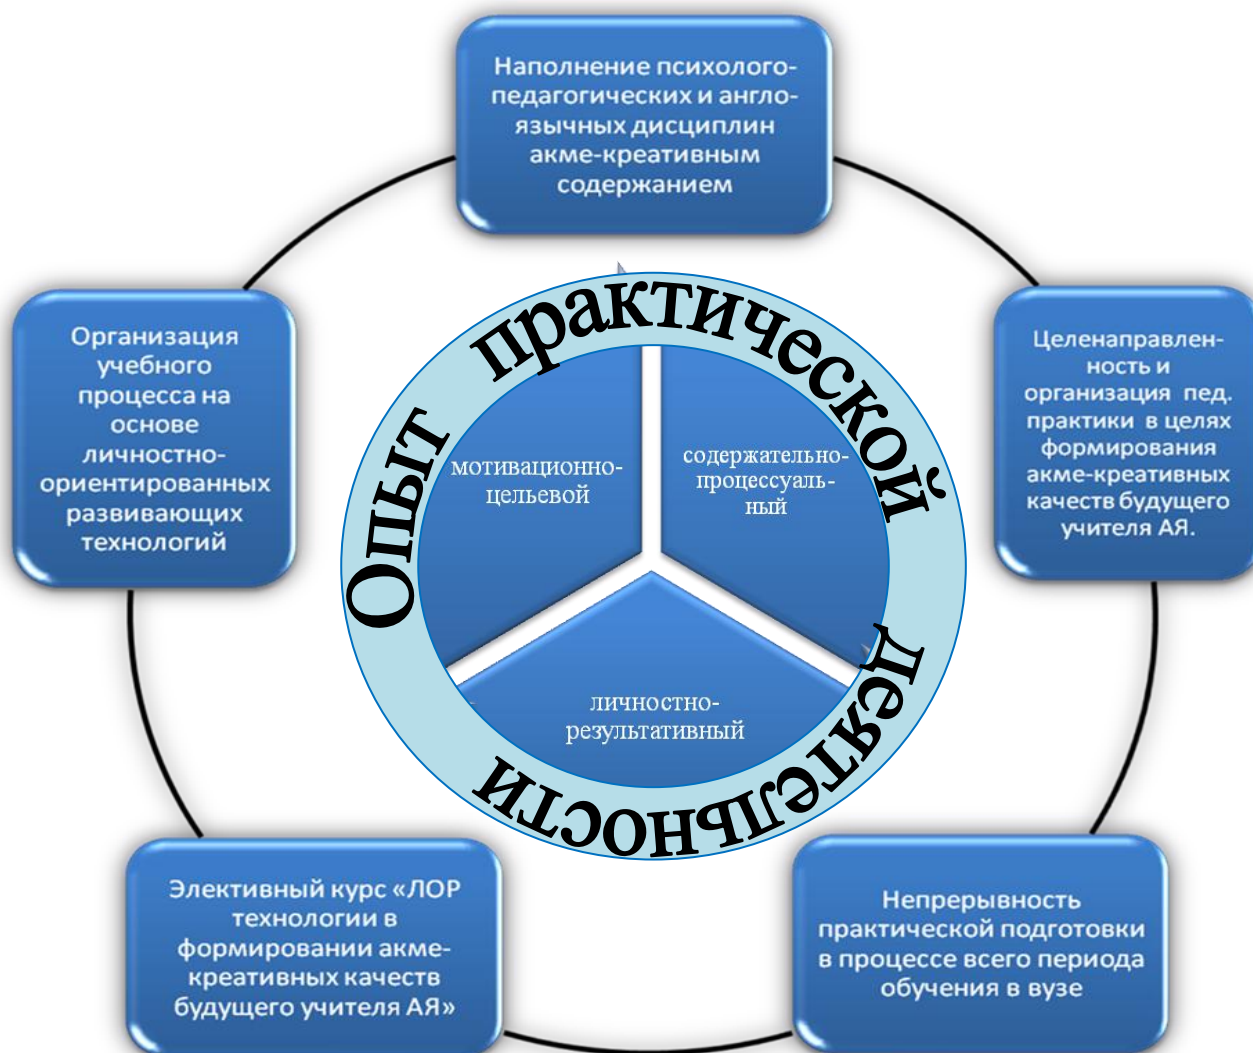 Наполнение психолого-
педагогических и англо-
язычных дисциплин
акме-креативным
содержанием
Организация
учебного
процесса на
основе
личностно-
ориентированных
развивающих
технологий
Целенаправлен-
ность и
организация пед.
практики в целях
формирования
акме-креативных
качеств будущего
учителя АЯ.
Опыт практической деятельности
мотивационно-
цельевой
содержательно-
процессуаль-
ный
личностно-
результативный
Элективный курс «ЛОР
технологии в
формировании акме-
креативных качеств
будущего учителя АЯ»
Непрерывность
практической подготовки
в процессе всего периода
обучения в вузе